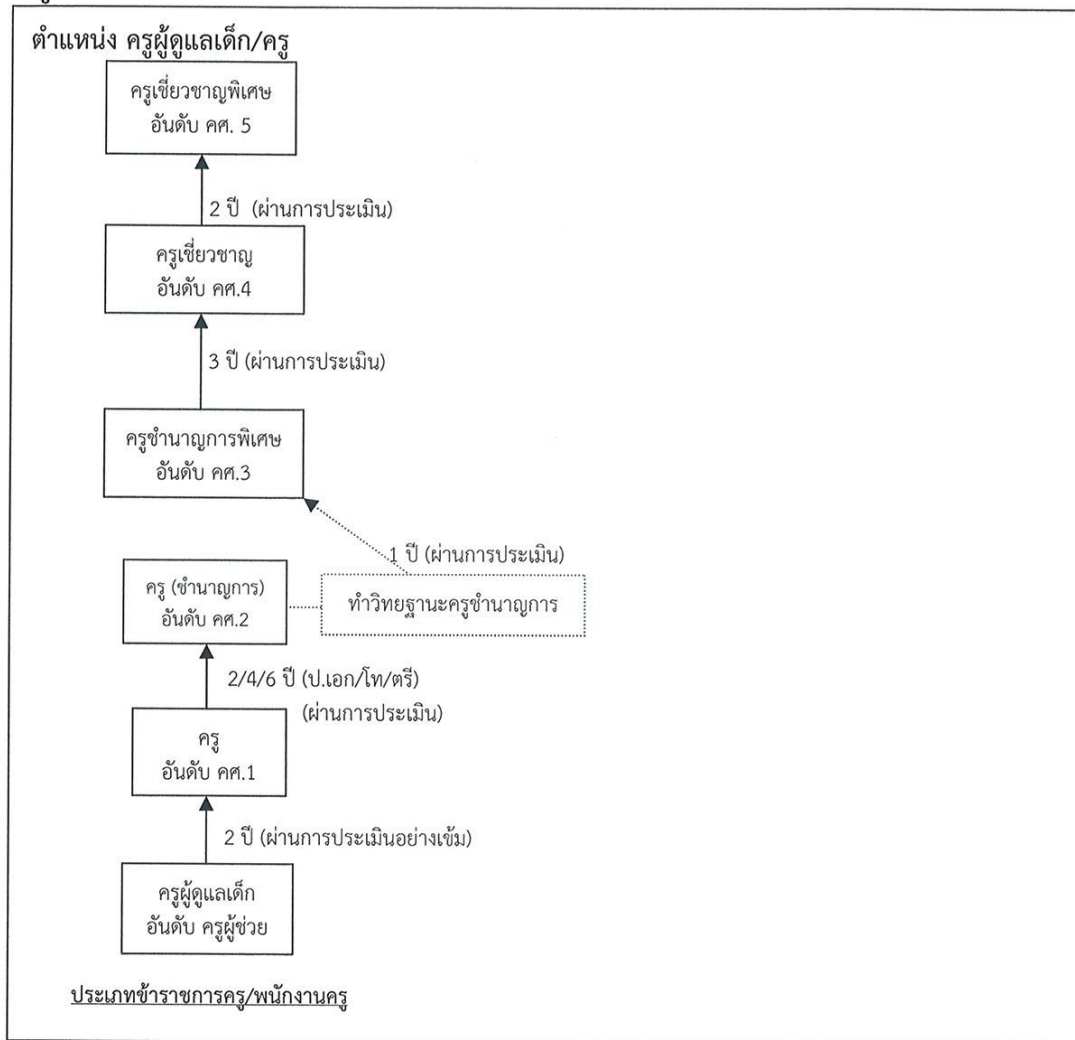 ตำแหน่ง ครูผู้ดูแลเด็ก/ครู
ครูเชี่ยวชาญพิเศษ
อันดับ คศ. 5
2 ปี (ผ่านการประเมิน)
ครูเชี่ยวชาญ
อันดับ คศ.4
3 ปี (ผ่านการประเมิน)
ครูชำนาญการพิเศษ
อันดับ คศ.3
1 ปี (ผ่านการประเมิน)
ครู (ชำนาญการ)
อันดับ คศ.2
ทำวิทยฐานะครูชำนาญการ
2/4/6 ปี (ป.เอก/โท/ตรี)
(ผ่านการประเมิน)
ครู
อันดับ คศ.1
2 ปี (ผ่านการประเมินอย่างเข้ม)
ครูผู้ดูแลเด็ก
อันดับ ครูผู้ช่วย
ประเภทข้าราชการครู/พนักงานครู